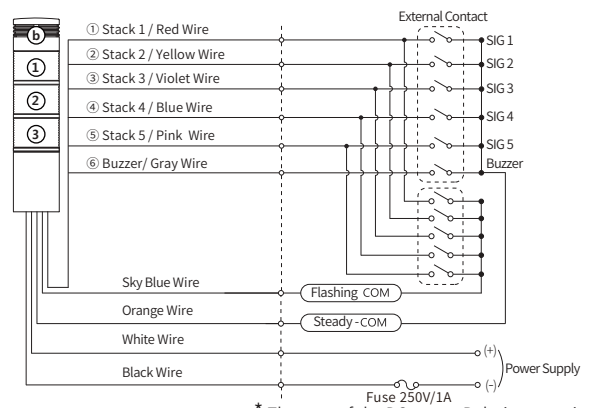 External Contact
b
① Stack 1 / Red Wire
SIG 1
② Stack 2 / Yellow Wire
SIG 2
1
③ Stack 3 / Violet Wire
SIG 3
2
④ Stack 4 / Blue Wire
SIG 4
3
⑤ Stack 5 / Pink Wire
SIG 5
⑥ Buzzer/ Gray Wire
Buzzer
Sky Blue Wire
Flashing COM
Orange Wire
Steady - COM
White Wire
(+)
Power Supply
Black Wire
(-)
Fuse 250V/1A